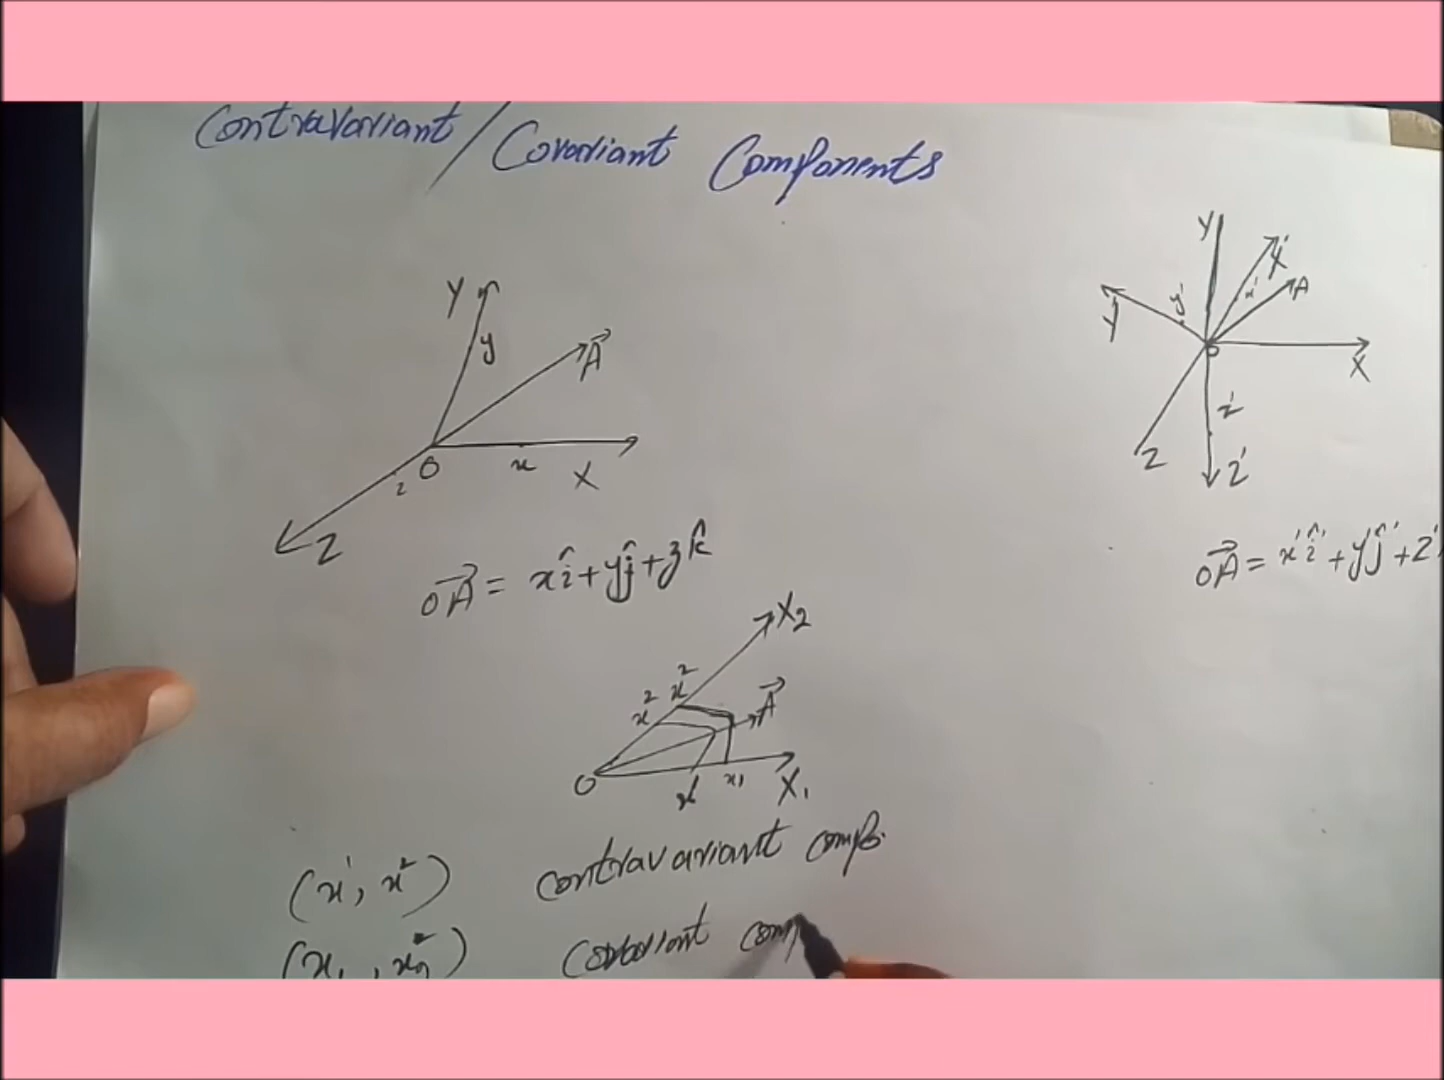 Contravariant / Covariant Components
Y
y
A⃗
O
x
X
z
Z
Y
X'
x'
A
y'
Y'
O
X
z'
Z
Z'
OA⃗ = xî + yĵ + zk̂
OA⃗ = x'î' + y'ĵ' + z'
X₂
x² x²
A⃗
O
x¹ x₁ X₁
(x¹, x²) contravariant comp.
(x₁, x₂) covariant comp